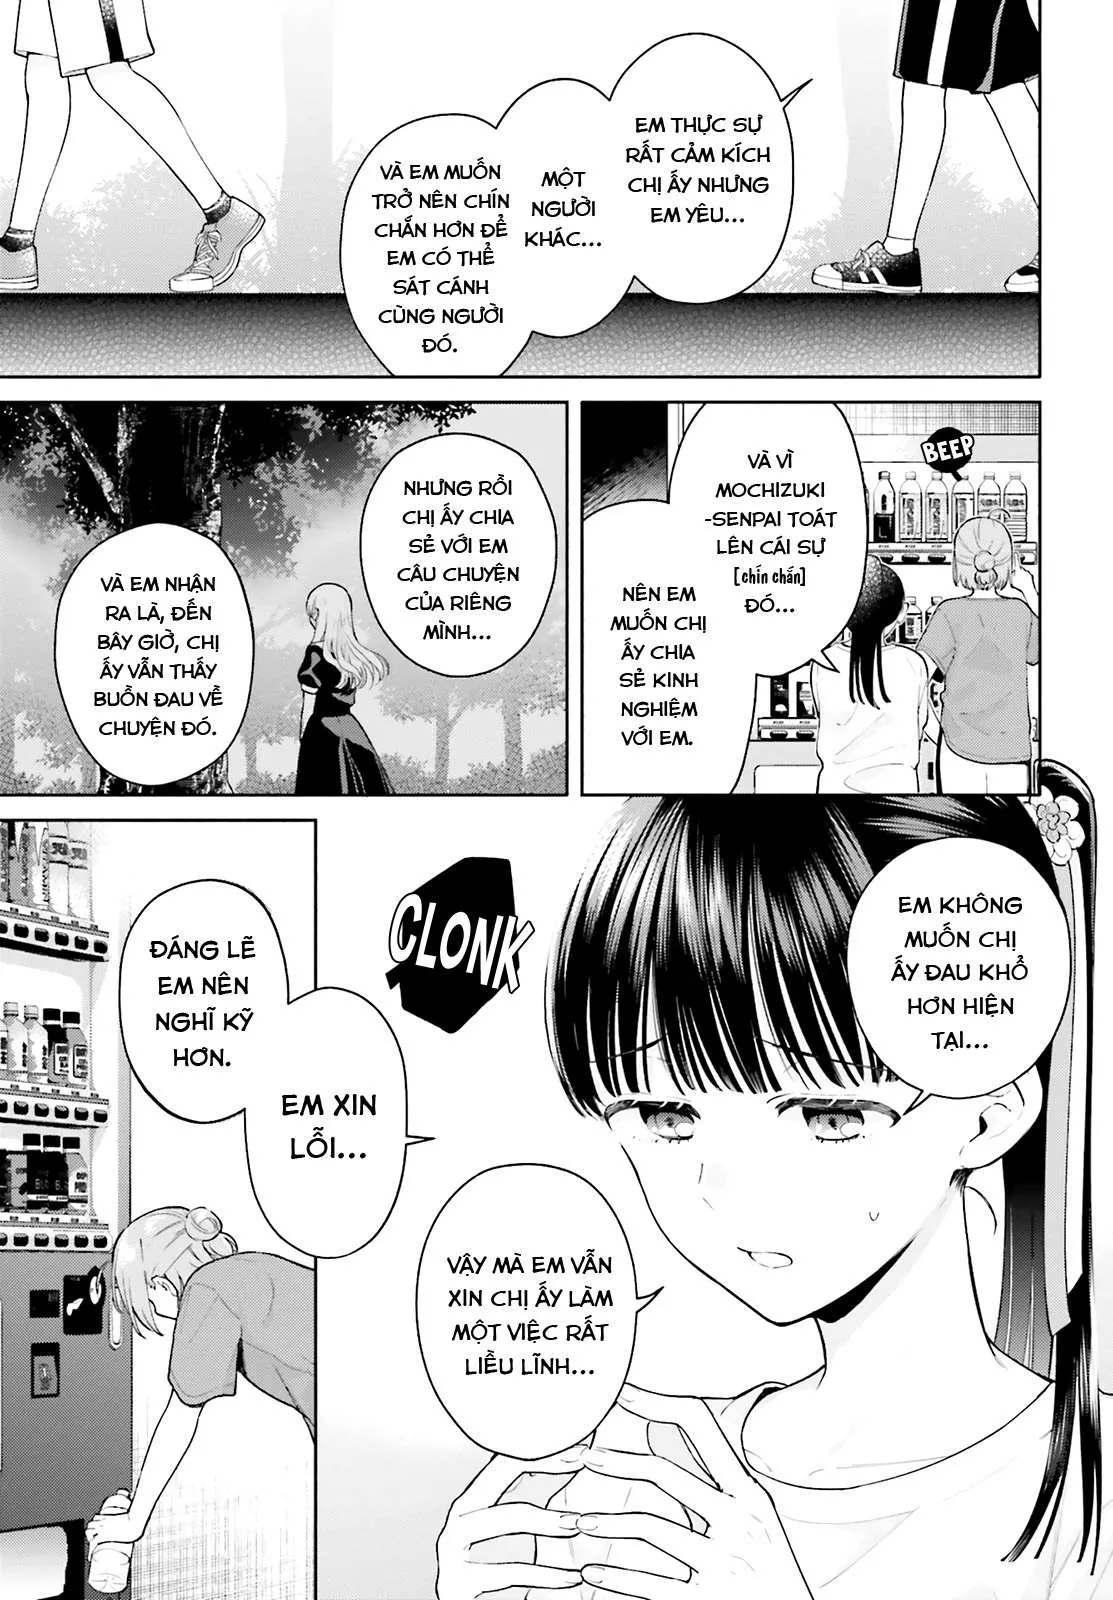 EM THỰC SỰ
RẤT CẢM KÍCH
CHỊ ẤY NHƯNG
EM YÊU...
MỘT
NGƯỜI
KHÁC...
VÀ EM MUỐN
TRỞ NÊN CHÍN
CHẮN HƠN ĐỂ
EM CÓ THỂ
SÁT CÁNH
CÙNG NGƯỜI
ĐÓ.
BEEP
VÀ VÌ
MOCHIZUKI
-SENPAI TOÁT
LÊN CÁI SỰ
[chín chắn]
ĐÓ...
NÊN EM
MUỐN CHỊ
ẤY CHIA
SẺ KINH
NGHIỆM
VỚI EM.
NHƯNG RỒI
CHỊ ẤY CHIA
SẺ VỚI EM
CÂU CHUYỆN
CỦA RIÊNG
MÌNH...
VÀ EM NHẬN
RA LÀ, ĐẾN
BÂY GIỜ, CHỊ
ẤY VẪN THẤY
BUỒN ĐAU VỀ
CHUYỆN ĐÓ.
EM KHÔNG
MUỐN CHỊ
ẤY ĐAU KHỔ
HƠN HIỆN
TẠI...
CLONK
VẬY MÀ EM VẪN
XIN CHỊ ẤY LÀM
MỘT VIỆC RẤT
LIỀU LĨNH...
ĐÁNG LẼ
EM NÊN
NGHĨ KỸ
HƠN.
EM XIN
LỖI...